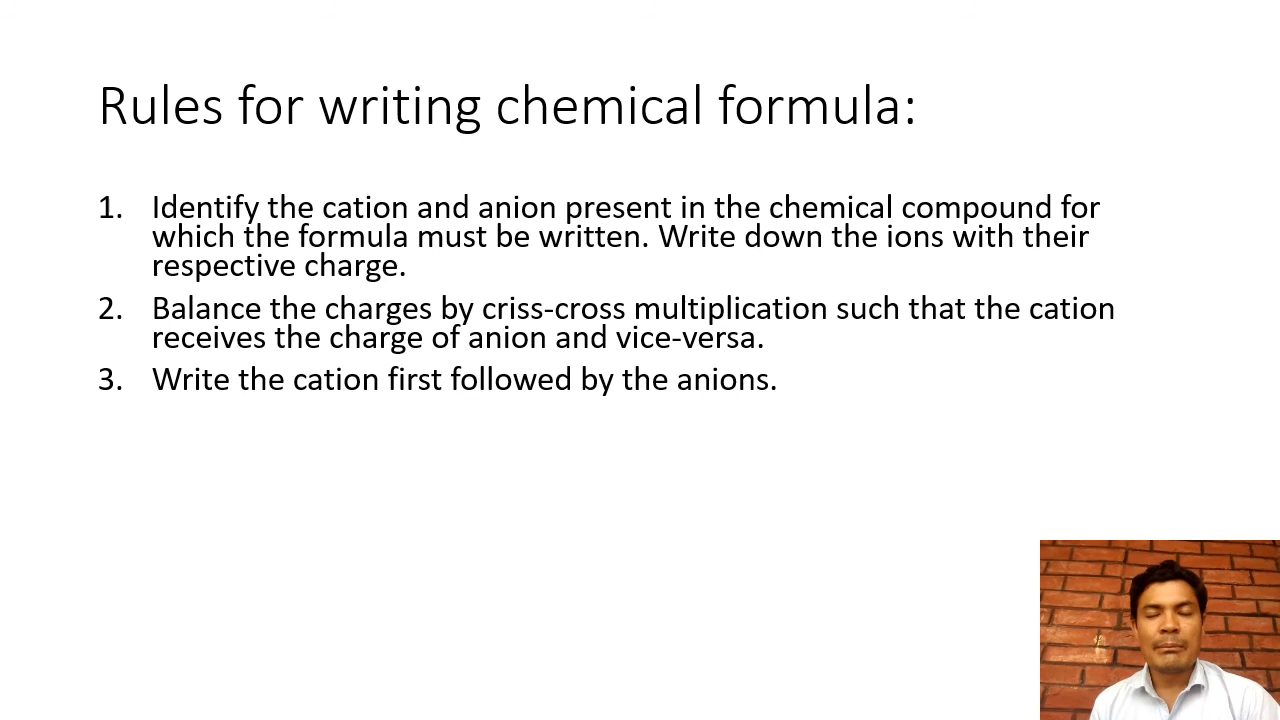 Rules for writing chemical formula:
1. Identify the cation and anion present in the chemical compound for
which the formula must be written. Write down the ions with their
respective charge.
2. Balance the charges by criss-cross multiplication such that the cation
receives the charge of anion and vice-versa.
3. Write the cation first followed by the anions.